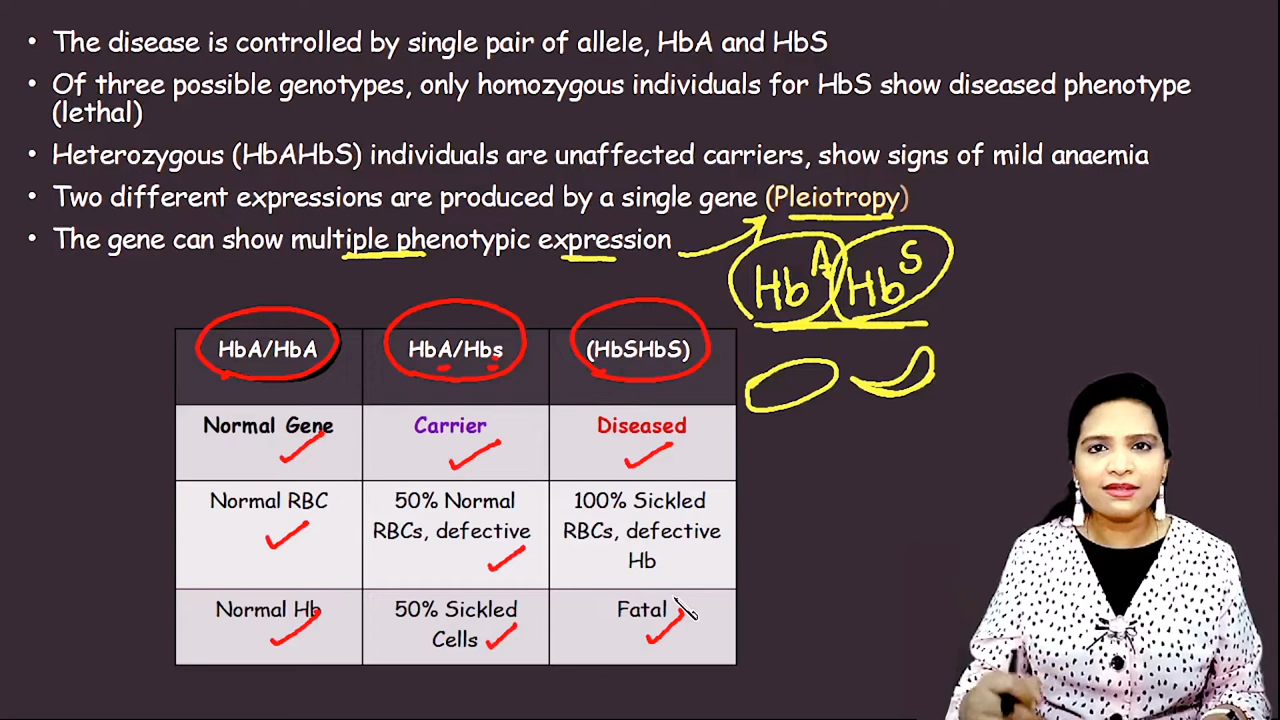 • The disease is controlled by single pair of allele, HbA and HbS
• Of three possible genotypes, only homozygous individuals for HbS show diseased phenotype
(lethal)
• Heterozygous (HbAHbS) individuals are unaffected carriers, show signs of mild anaemia
• Two different expressions are produced by a single gene (Pleiotropy)
• The gene can show multiple phenotypic expression
Hb^A Hb^S
HbA/HbA HbA/Hbs (HbSHbS)
Normal Gene Carrier Diseased
Normal RBC 50% Normal 100% Sickled
RBCs, defective RBCs, defective
Hb
Normal Hb 50% Sickled Fatal
Cells